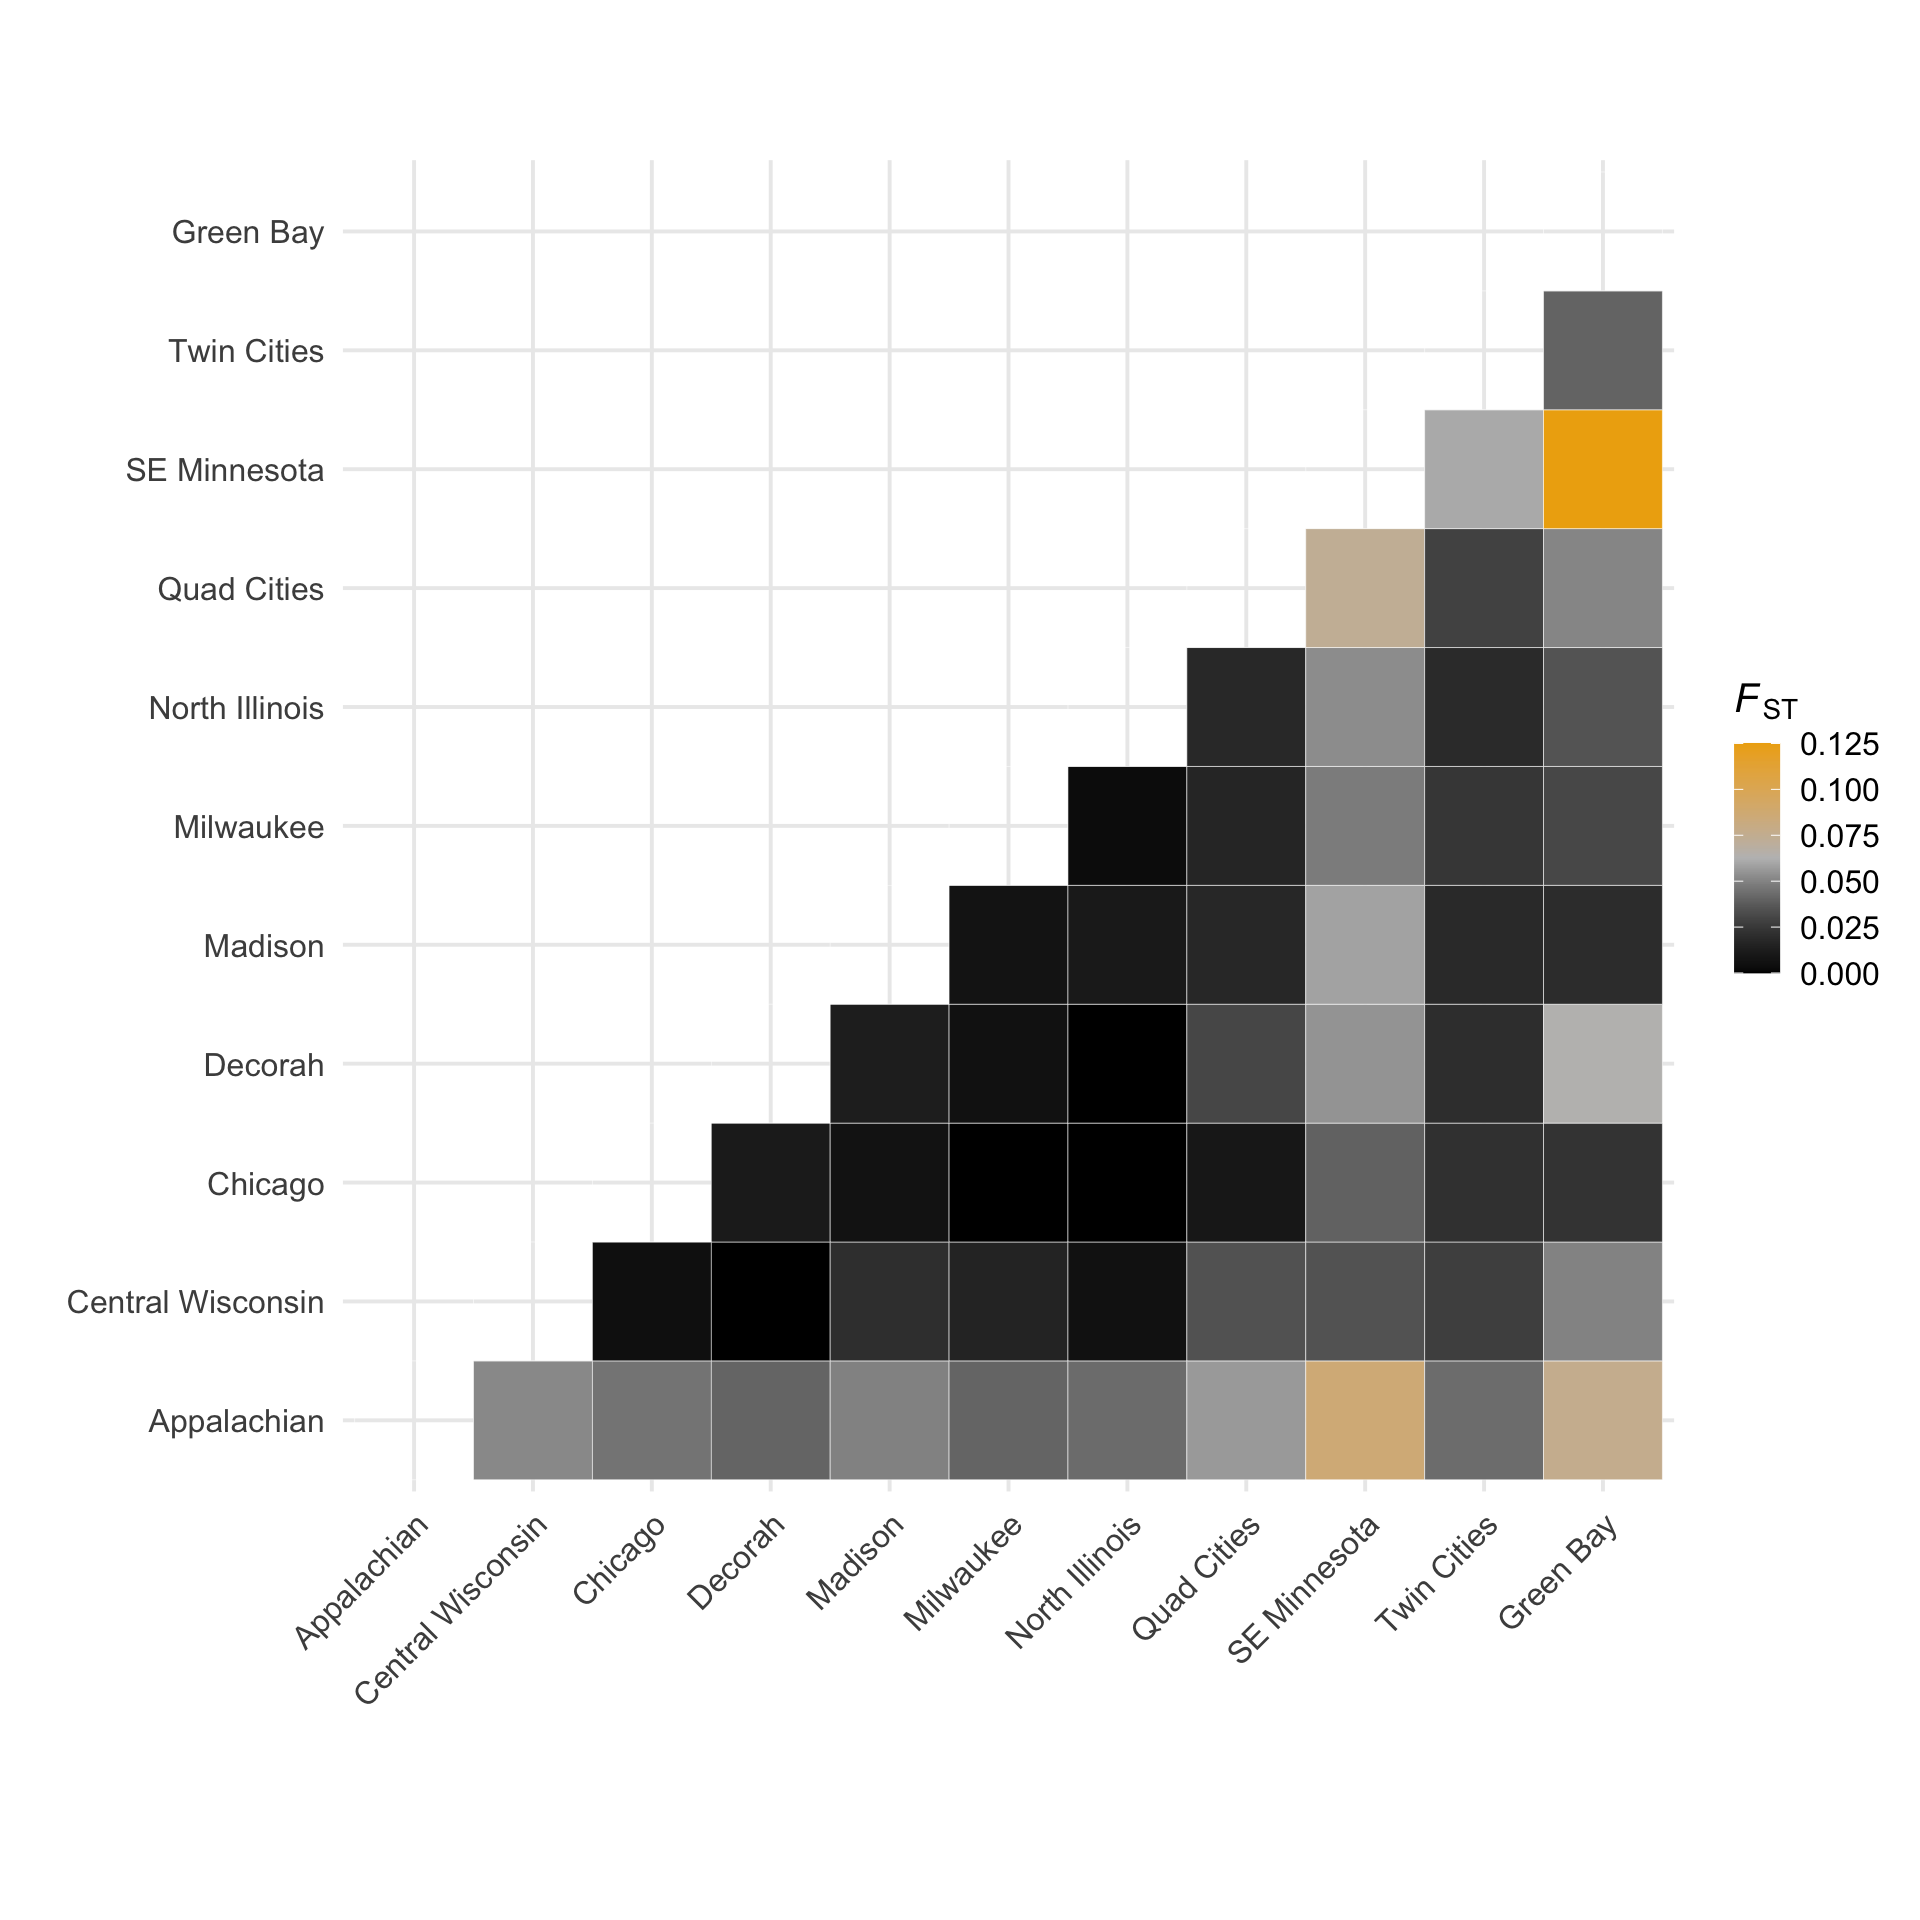 Green Bay
Twin Cities
SE Minnesota
Quad Cities
North Illinois
Milwaukee
Madison
Decorah
Chicago
Central Wisconsin
Appalachian
Appalachian
Central Wisconsin
Chicago
Decorah
Madison
Milwaukee
North Illinois
Quad Cities
SE Minnesota
Twin Cities
Green Bay
FST
0.125
0.100
0.075
0.050
0.025
0.000